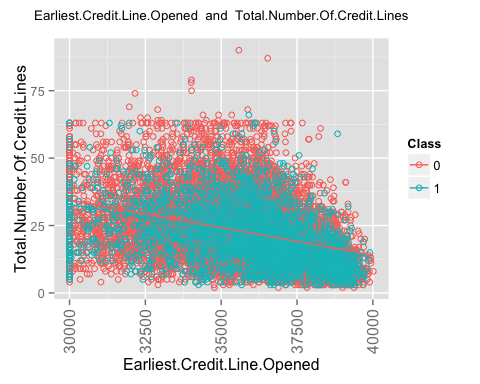 Earliest.Credit.Line.Opened and Total.Number.Of.Credit.Lines
Total.Number.Of.Credit.Lines
75
50
25
0
30000
32500
35000
37500
40000
Earliest.Credit.Line.Opened
Class
0
1